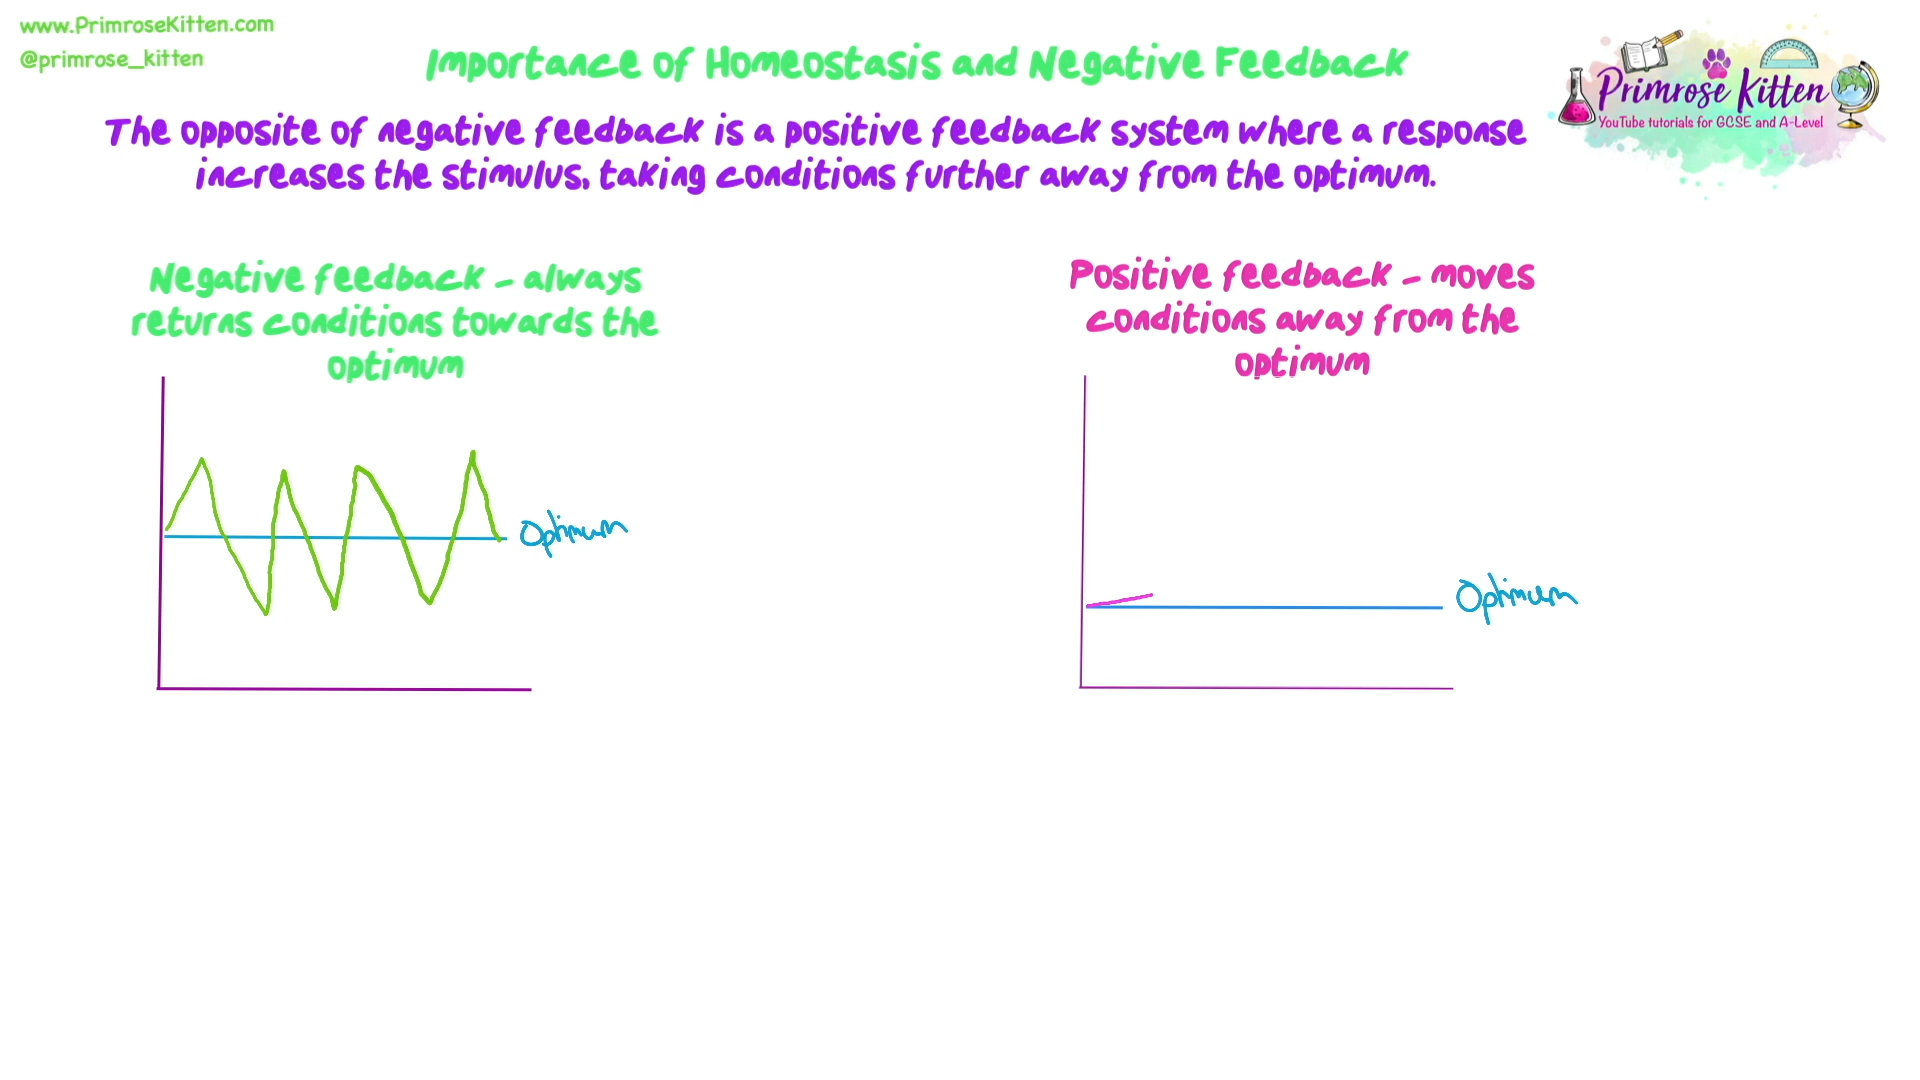 www.PrimroseKitten.com
@primrose_kitten
Importance of Homeostasis and Negative Feedback
Primrose Kitten
YouTube tutorials for GCSE and A-Level
The opposite of negative feedback is a positive feedback system where a response
increases the stimulus, taking conditions further away from the optimum.
Negative feedback - always
returns conditions towards the
optimum
Optimum
Positive feedback - moves
conditions away from the
optimum
Optimum